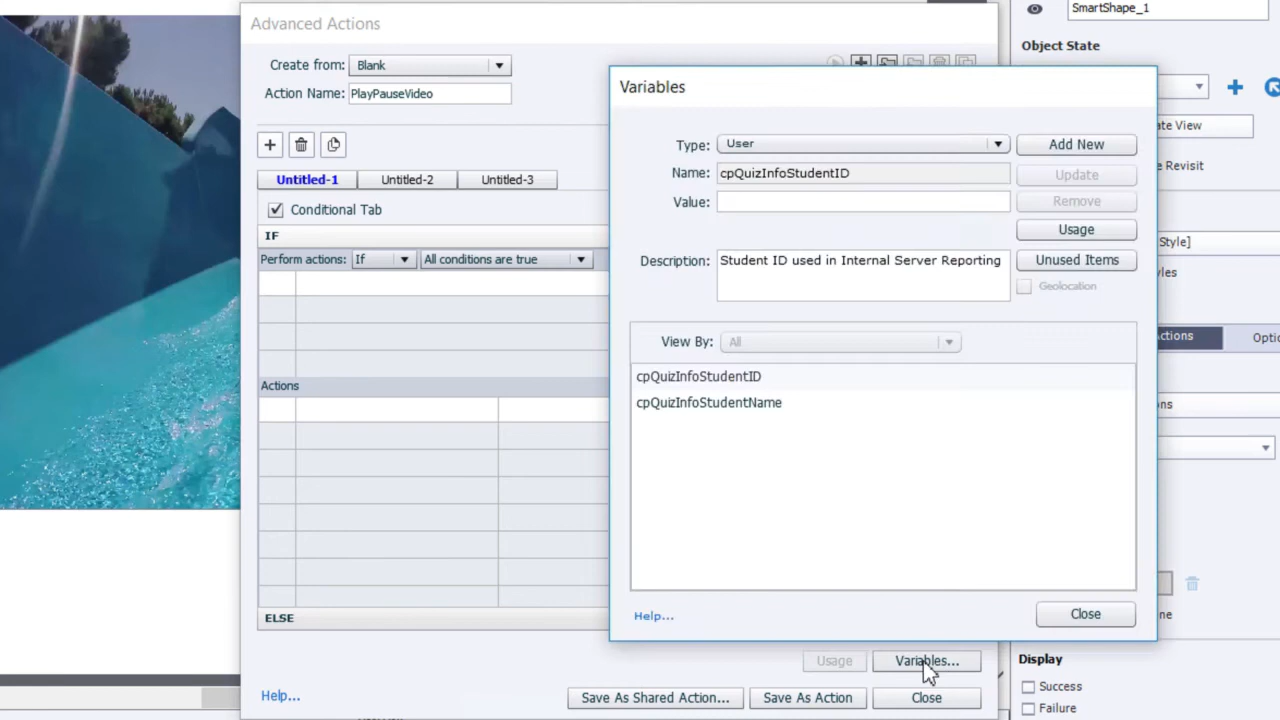 SmartShape_1
Advanced Actions
Object State
Create from: Blank
Variables
Action Name: PlayPauseVideo
ate View
Type: User Add New
Name: cpQuizInfoStudentID Update
e Revisit
Untitled-1 Untitled-2 Untitled-3
Value: Remove
Conditional Tab
Usage
IF
Style]
Perform actions: If All conditions are true
Description: Student ID used in Internal Server Reporting Unused Items
yles
Geolocation
ctions Optio
View By: All
cpQuizInfoStudentID
Actions
cpQuizInfoStudentName
ons
Help... Close
ne
ELSE
Usage Variables...
Display
Success
Help... Save As Shared Action... Save As Action Close
Failure